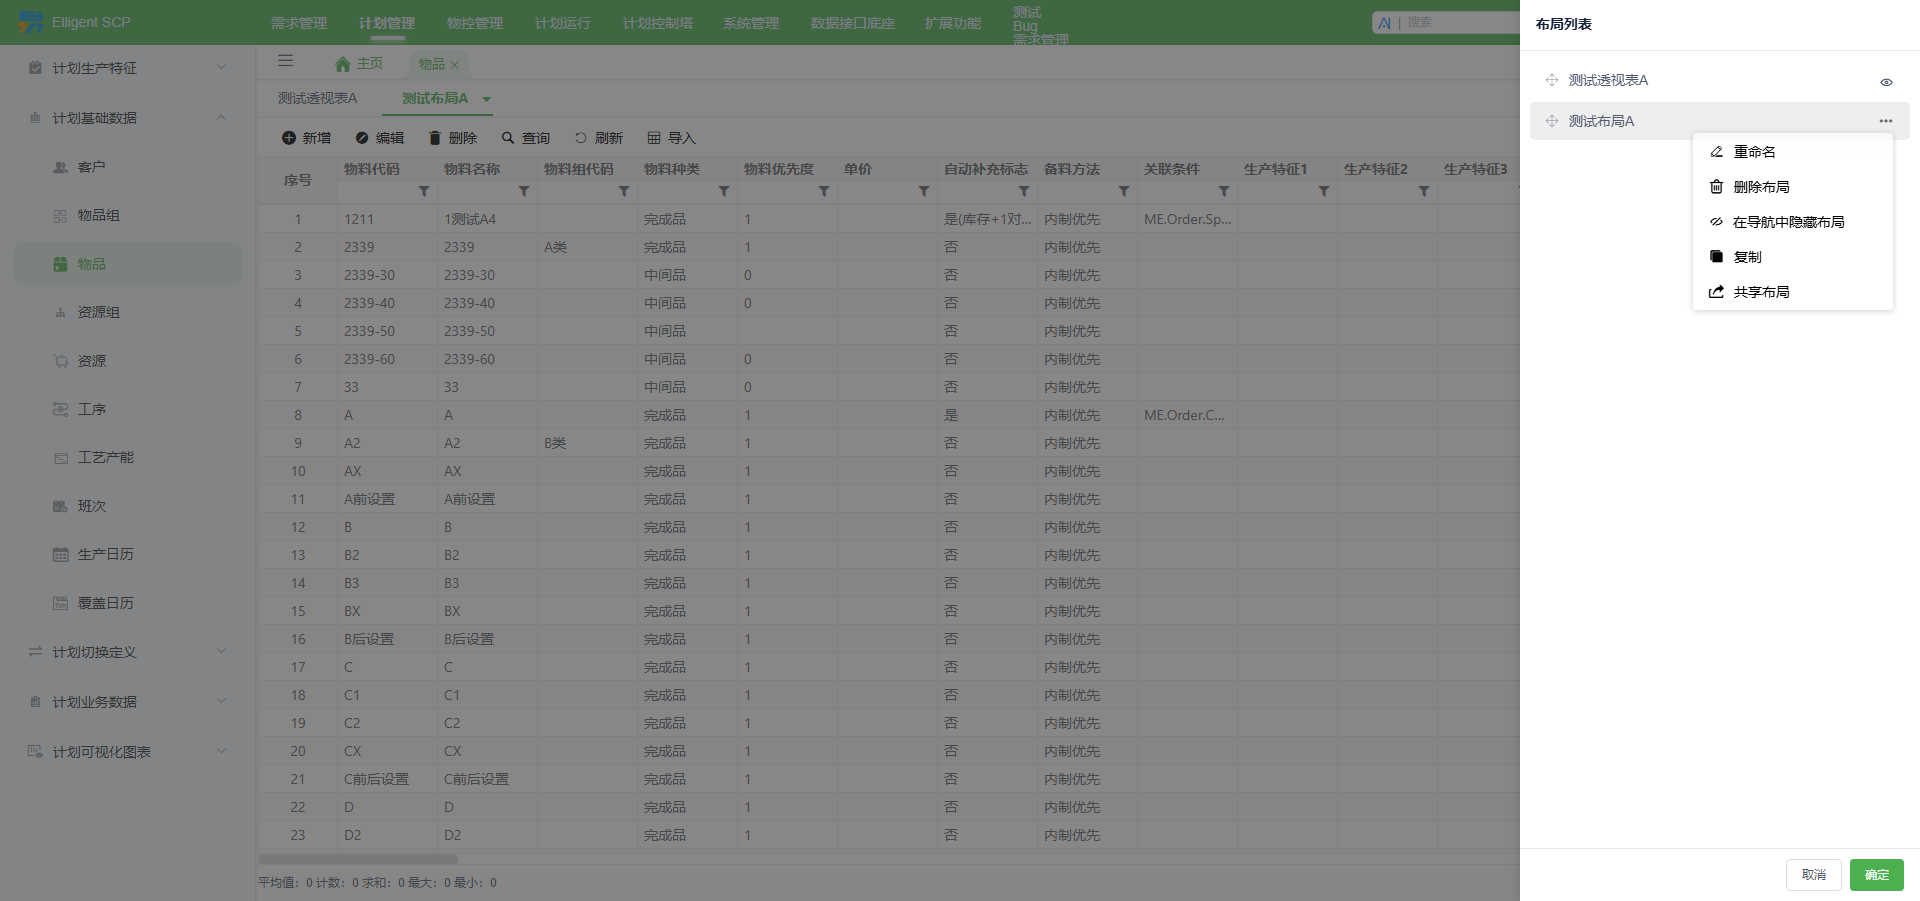 Elligent SCP
需求管理 计划管理 物控管理 计划运行 计划控制塔 系统管理 数据接口底座 扩展功能 测试
Bug
需求管理
搜索
布局列表
计划生产特征
计划基础数据
客户
物品组
物品
资源组
资源
工序
工艺产能
班次
生产日历
覆盖日历
计划切换定义
计划业务数据
计划可视化图表
主页 物品
测试透视表A 测试布局A
新增 编辑 删除 查询 刷新 导入
序号 物料代码 物料名称 物料组代码 物料种类 物料优先度 单价 自动补充标志 备料方法 关联条件 生产特征1 生产特征2 生产特征3
1 1211 1测试A4 完成品 1 是(库存+1对... 内制优先 ME.Order.Sp...
2 2339 2339 A类 完成品 1 否 内制优先
3 2339-30 2339-30 中间品 0 否 内制优先
4 2339-40 2339-40 中间品 0 否 内制优先
5 2339-50 2339-50 中间品 否 内制优先
6 2339-60 2339-60 中间品 0 否 内制优先
7 33 33 中间品 0 否 内制优先
8 A A 完成品 1 是 内制优先 ME.Order.C...
9 A2 A2 B类 完成品 1 否 内制优先
10 AX AX 完成品 1 否 内制优先
11 A前设置 A前设置 完成品 1 否 内制优先
12 B B 完成品 1 否 内制优先
13 B2 B2 完成品 1 否 内制优先
14 B3 B3 完成品 1 否 内制优先
15 BX BX 完成品 1 否 内制优先
16 B后设置 B后设置 完成品 1 否 内制优先
17 C C 完成品 1 否 内制优先
18 C1 C1 完成品 1 否 内制优先
19 C2 C2 完成品 1 否 内制优先
20 CX CX 完成品 1 否 内制优先
21 C前后设置 C前后设置 完成品 1 否 内制优先
22 D D 完成品 1 否 内制优先
23 D2 D2 完成品 1 否 内制优先
平均值：0 计数：0 求和：0 最大：0 最小：0
测试透视表A
测试布局A
重命名
删除布局
在导航中隐藏布局
复制
共享布局
取消 确定